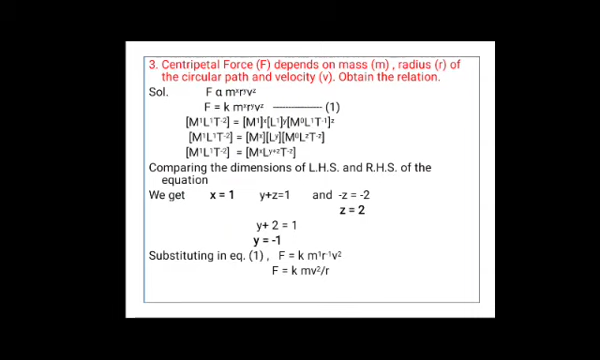 3. Centripetal Force (F) depends on mass (m) , radius (r) of
the circular path and velocity (v). Obtain the relation.
Sol. F α mˣrʸvᶻ
F = k mˣrʸvᶻ ---------------- (1)
[M¹L¹T⁻²] = [M¹]ˣ[L¹]ʸ[M⁰L¹T⁻¹]ᶻ
[M¹L¹T⁻²] = [Mˣ][Lʸ][M⁰LᶻT⁻ᶻ]
[M¹L¹T⁻²] = [MˣLʸ⁺ᶻT⁻ᶻ]
Comparing the dimensions of L.H.S. and R.H.S. of the
equation
We get x = 1 y+z=1 and -z = -2
z = 2
y+ 2 = 1
y = -1
Substituting in eq. (1) , F = k m¹r⁻¹v²
F = k mv²/r